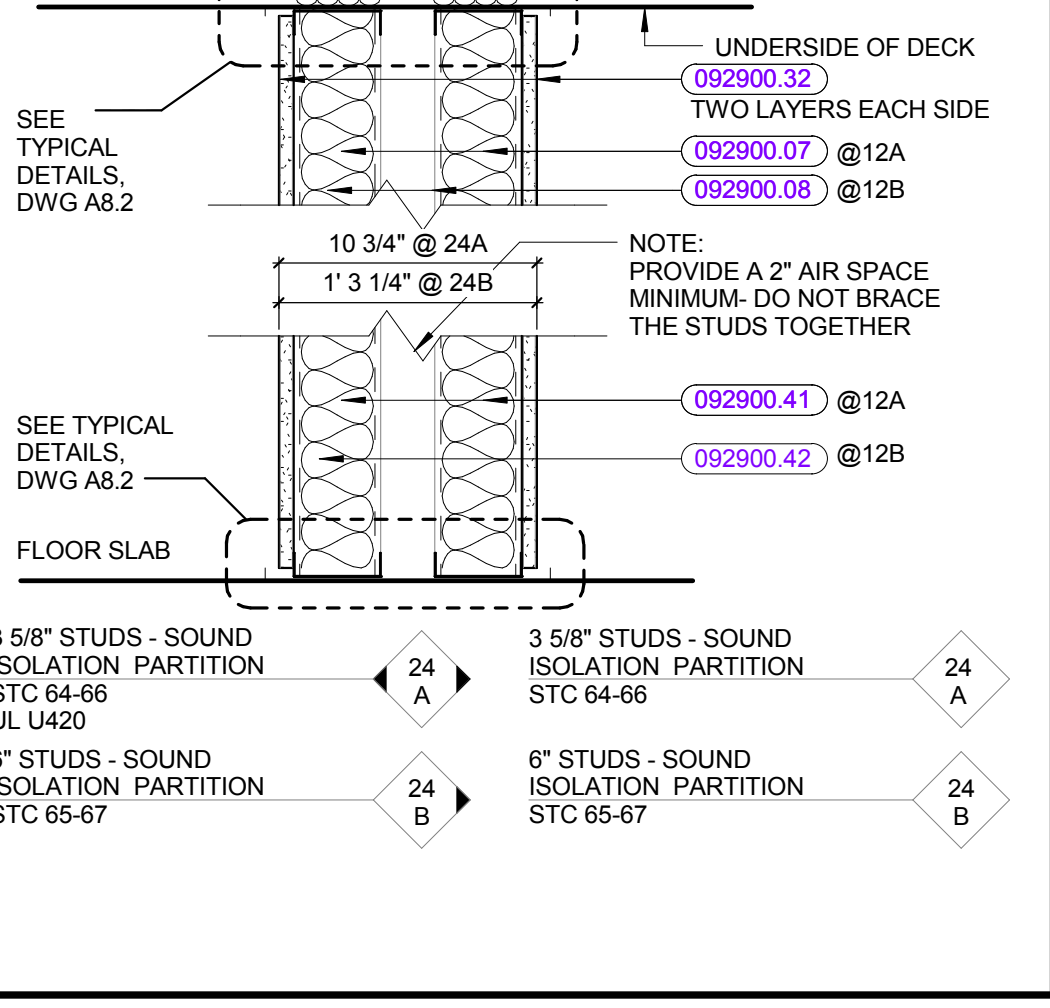 UNDERSIDE OF DECK
092900.32
TWO LAYERS EACH SIDE
SEE
TYPICAL
DETAILS,
DWG A8.2
092900.07 @12A
092900.08 @12B
10 3/4" @ 24A
1' 3 1/4" @ 24B
NOTE:
PROVIDE A 2" AIR SPACE
MINIMUM- DO NOT BRACE
THE STUDS TOGETHER
092900.41 @12A
092900.42 @12B
SEE TYPICAL
DETAILS,
DWG A8.2
FLOOR SLAB
3 5/8" STUDS - SOUND
ISOLATION PARTITION
STC 64-66
UL U420
24
A
3 5/8" STUDS - SOUND
ISOLATION PARTITION
STC 64-66
24
A
6" STUDS - SOUND
ISOLATION PARTITION
STC 65-67
24
B
6" STUDS - SOUND
ISOLATION PARTITION
STC 65-67
24
B